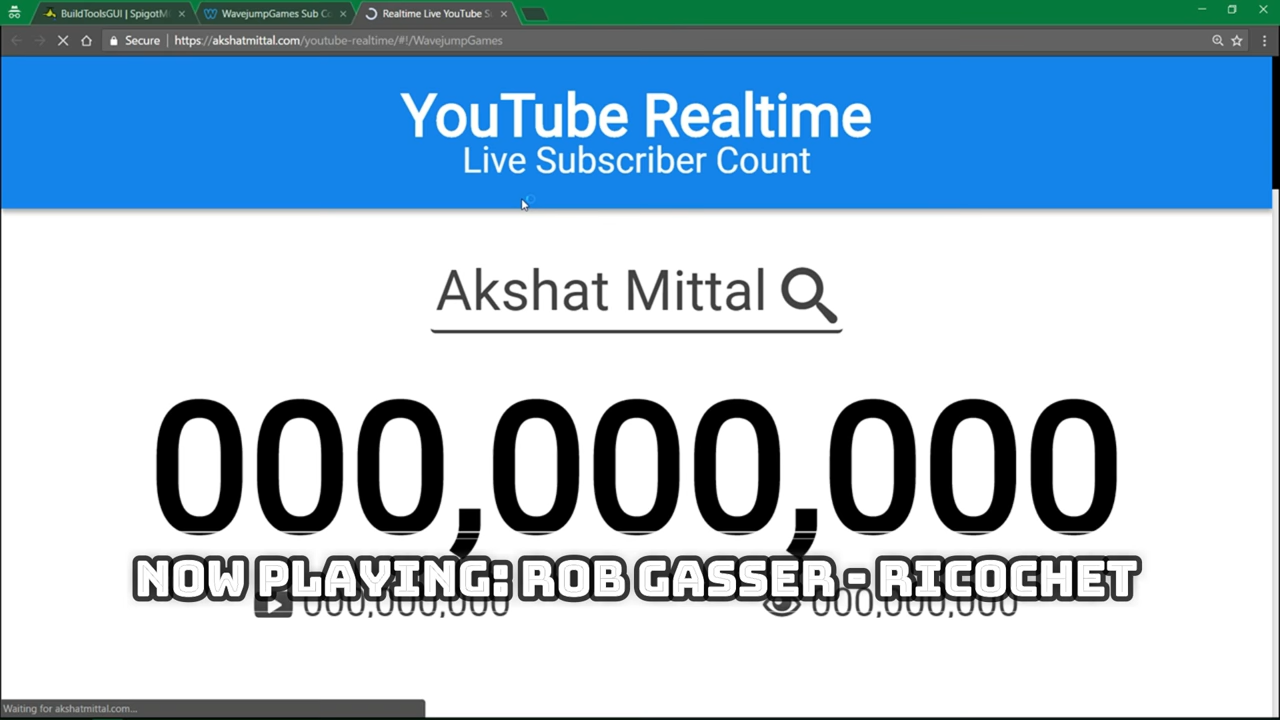 BuildToolsGUI | SpigotM
WavejumpGames Sub Co
Realtime Live YouTube S
Secure
https://akshatmittal.com/youtube-realtime/#!/WavejumpGames
YouTube Realtime
Live Subscriber Count
Akshat Mittal
000,000,000
NOW PLAYING: ROB GASSER - RICOCHET
000,000,000
000,000,000
Waiting for akshatmittal.com...